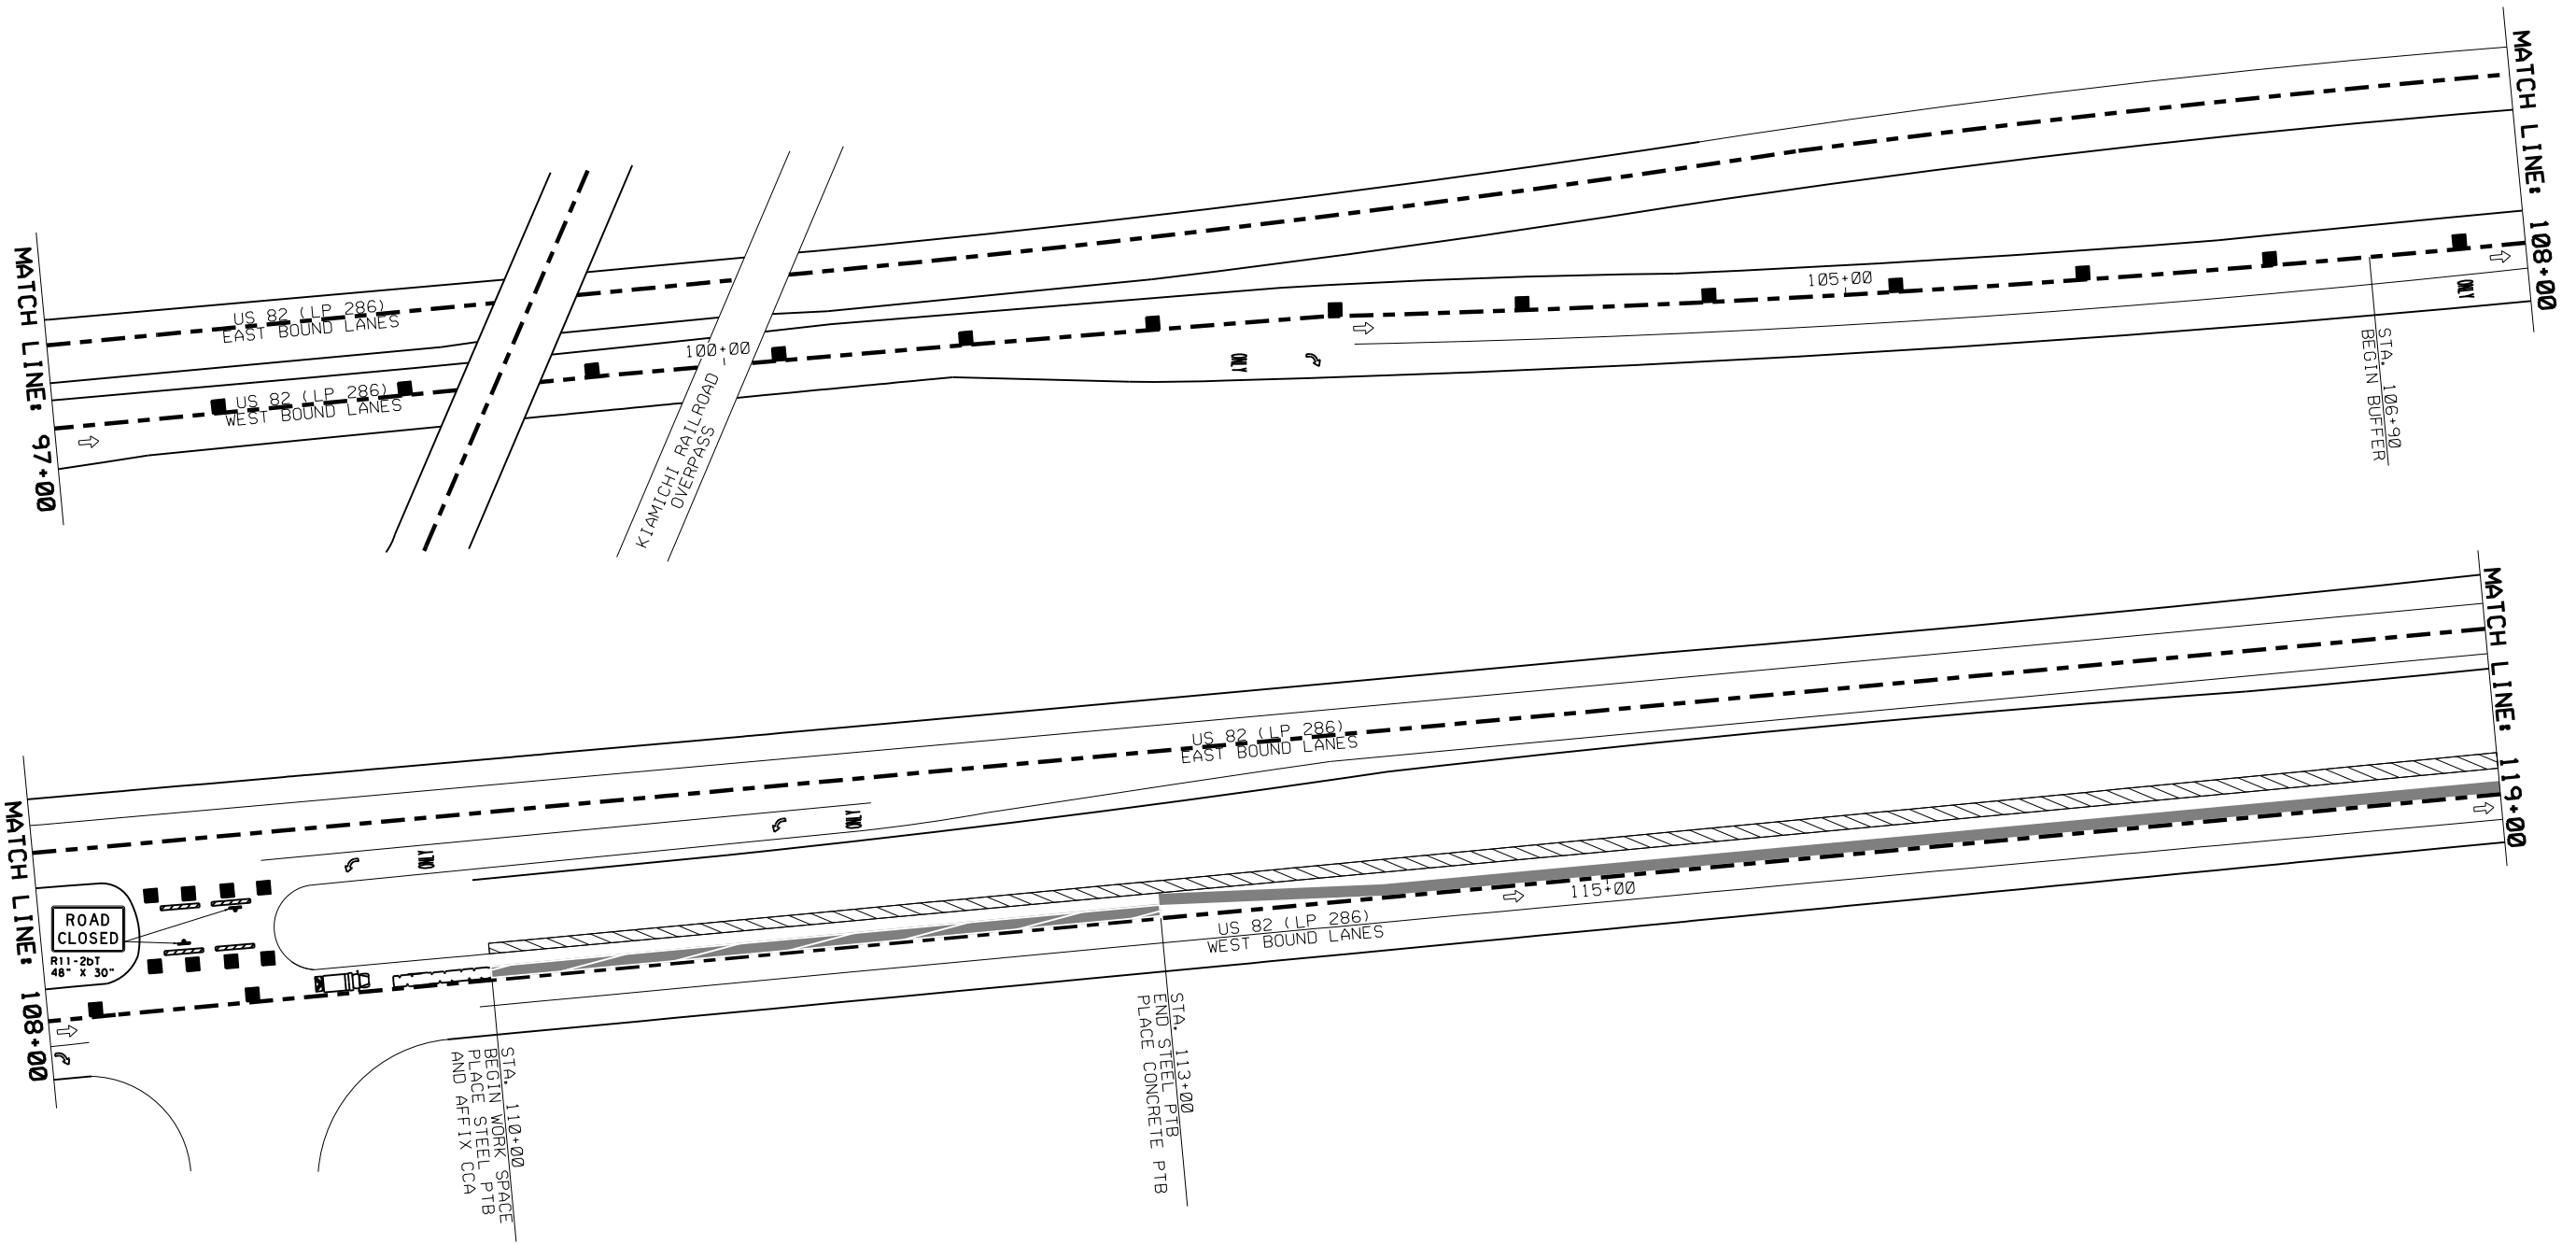 MATCH LINE: 97+00
US 82 (LP 286)
EAST BOUND LANES
US 82 (LP 286)
WEST BOUND LANES
100+00
KIAMICHI RAILROAD
OVERPASS
ONLY
105+00
STA. 106+90
BEGIN BUFFER
ONLY
MATCH LINE: 108+00
MATCH LINE: 108+00
ROAD
CLOSED
R11-2bT
48" X 30"
ONLY
ONLY
US 82 (LP 286)
EAST BOUND LANES
STA. 110+00
BEGIN WORK SPACE
PLACE STEEL PTB
AND AFFIX CCA
STA. 113+00
END STEEL PTB
PLACE CONCRETE PTB
US 82 (LP 286)
WEST BOUND LANES
115+00
MATCH LINE: 119+00